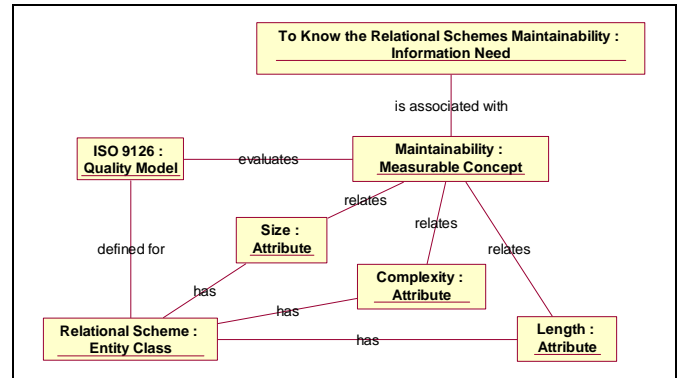 To Know the Relational Schemes Maintainability :
Information Need
is associated with
ISO 9126 :
Quality Model
evaluates
Maintainability :
Measurable Concept
relates
relates
relates
defined for
Size :
Attribute
has
Complexity :
Attribute
has
Relational Scheme :
Entity Class
has
Length :
Attribute